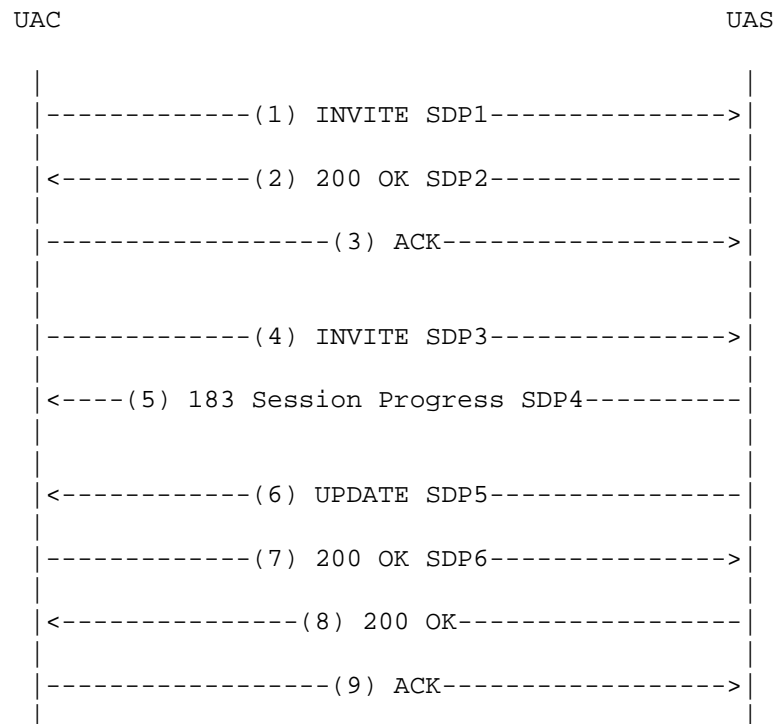 UAC UAS
|-------------(1) INVITE SDP1--------------->|
|<------------(2) 200 OK SDP2----------------|
|------------------(3) ACK------------------>|
|-------------(4) INVITE SDP3--------------->|
|<----(5) 183 Session Progress SDP4----------|
|<------------(6) UPDATE SDP5----------------|
|-------------(7) 200 OK SDP6--------------->|
|<---------------(8) 200 OK------------------|
|------------------(9) ACK------------------>|